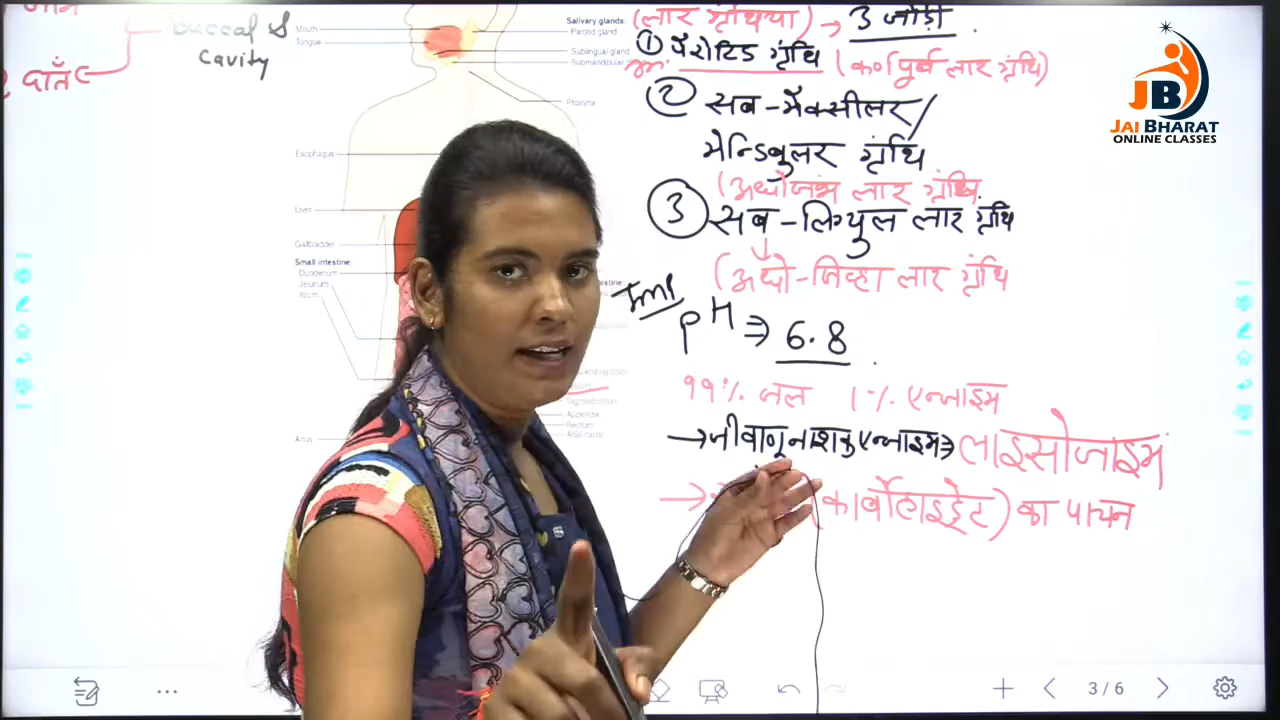 Buccal
Cavity
दाँत
Mouth
Tongue
Esophagus
Liver
Gallbladder
Small intestine:
Duodenum
Jejunum
Ileum
Anus
Salivary glands:
Parotid gland
Sublingual gland
Submandibular
Pharynx
Appendix
Rectum
Anal canal
(लार ग्रंथियां) → 3 जोड़ी
① पैरोटिड ग्रंथि (कर्णपूर्व लार ग्रंथि)
② सब-मैक्सीलर/
मेन्डिबुलर ग्रंथि
(अधोजंभ लार ग्रंथि
③ सब-लिंगुल लार ग्रंथि
(अधो-जिव्हा लार ग्रंथि
Imp
pH ⇒ 6.8
99% जल 1% एन्जाइम
→ जीवाणुनाशक एन्जाइम ⇒ लाइसोजाइम
(कार्बोहाइड्रेट) का पाचन
JB
JAI BHARAT
ONLINE CLASSES
3/6